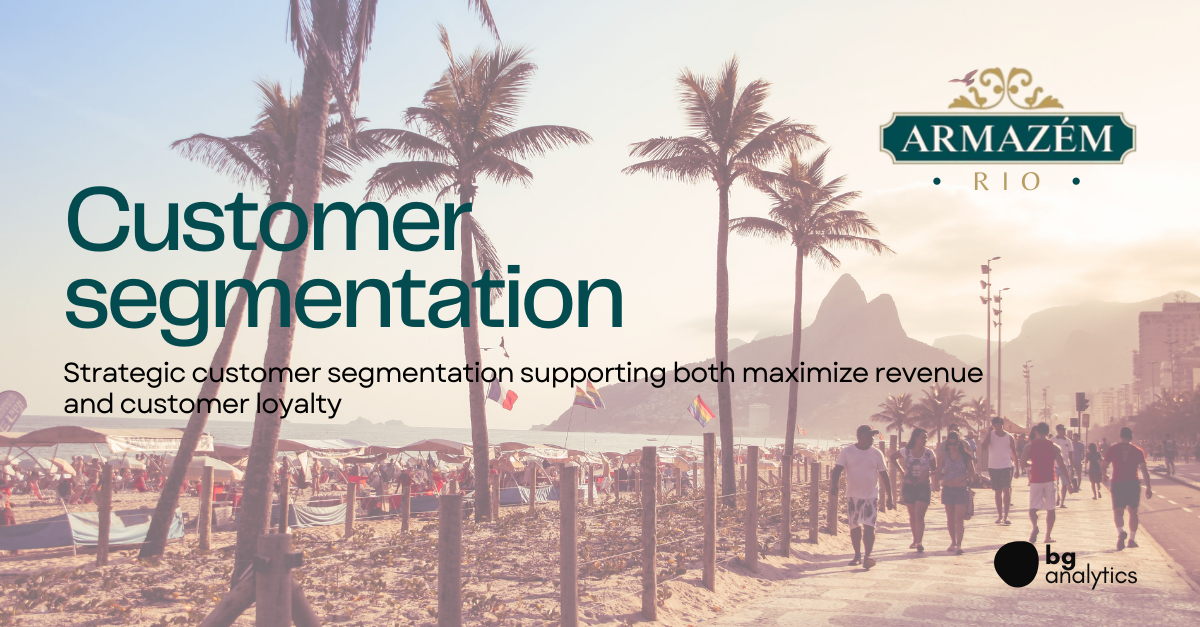 ARMAZÉM
• RIO •
Customer
segmentation
Strategic customer segmentation supporting both maximize revenue
and customer loyalty
bg
analytics